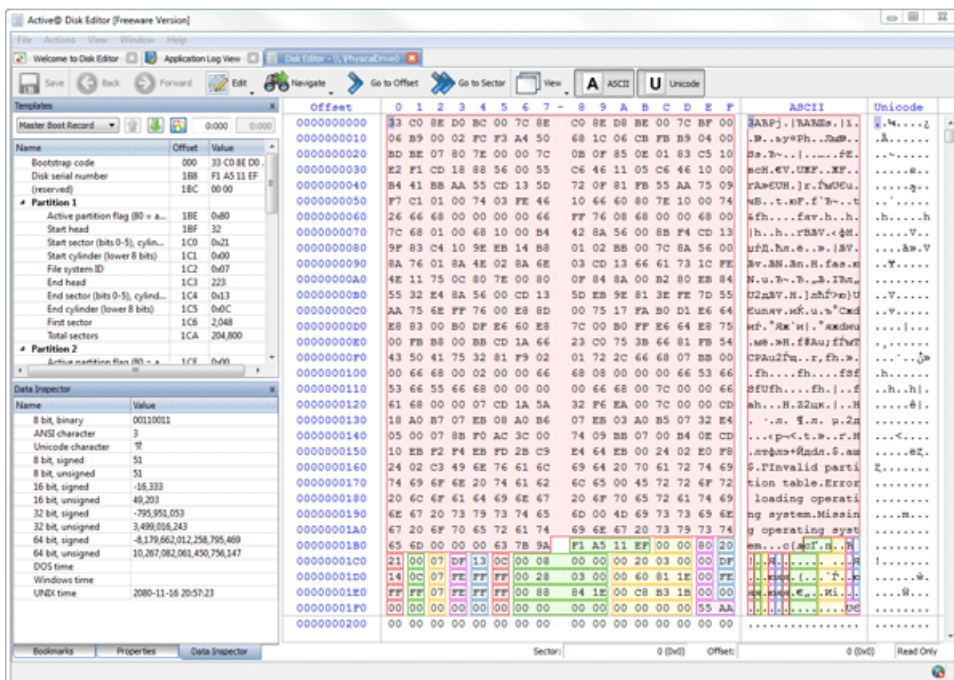 Active@ Disk Editor [Freeware Version]
File Actions View Window Help
Welcome to Disk Editor Application Log View Disk Editor - \\.\PhysicalDrive0
Save Back Forward Edit Navigate Go to Offset Go to Sector View A ASCII U Unicode
Templates
Master Boot Record 0:000 0:000
Name Offset Value
Bootstrap code 000 33 C0 8E D0 ...
Disk serial number 1B8 F1 A5 11 EF
(reserved) 1BC 00 00
Partition 1
Active partition flag (80 = a... 1BE 0x80
Start head 1BF 32
Start sector (bits 0-5), cylin... 1C0 0x21
Start cylinder (lower 8 bits) 1C1 0x00
File system ID 1C2 0x07
End head 1C3 223
End sector (bits 0-5), cylind... 1C4 0x13
End cylinder (lower 8 bits) 1C5 0x0C
First sector 1C6 2,048
Total sectors 1CA 204,800
Partition 2
Active partition flag (80 = a 1CE 0x00
Data Inspector
Name Value
8 bit, binary 00110011
ANSI character 3
Unicode character
8 bit, signed 51
8 bit, unsigned 51
16 bit, signed -16,333
16 bit, unsigned 49,203
32 bit, signed -795,951,053
32 bit, unsigned 3,499,016,243
64 bit, signed -8,179,662,012,258,795,469
64 bit, unsigned 10,267,082,061,450,756,147
DOS time
Windows time
UNIX time 2080-11-16 20:57:23
Bookmarks Properties Data Inspector
Offset 0 1 2 3 4 5 6 7 - 8 9 A B C D E F ASCII Unicode
0000000000 33 C0 8E D0 BC 00 7C 8E C0 8E D8 BE 00 7C BF 00
0000000010 06 B9 00 02 FC F3 A4 50 68 1C 06 CB FB B9 04 00
0000000020 BD BE 07 80 7E 00 00 7C 0B 0F 85 0E 01 83 C5 10
0000000030 E2 F1 CD 18 88 56 00 55 C6 46 11 05 C6 46 10 00
0000000040 B4 41 BB AA 55 CD 13 5D 72 0F 81 FB 55 AA 75 09
0000000050 F7 C1 01 00 74 03 FE 46 10 66 60 80 7E 10 00 74
0000000060 26 66 68 00 00 00 00 66 FF 76 08 68 00 00 68 00
0000000070 7C 68 01 00 68 10 00 B4 42 8A 56 00 8B F4 CD 13
0000000080 9F 83 C4 10 9E EB 14 B8 01 02 BB 00 7C 8A 56 00
0000000090 8A 76 01 8A 4E 02 8A 6E 03 CD 13 66 61 73 1C FE
00000000A0 4E 11 75 0C 80 7E 00 80 0F 84 8A 00 B2 80 EB 84
00000000B0 55 32 E4 8A 56 00 CD 13 5D EB 9E 81 3E FE 7D 55
00000000C0 AA 75 6E FF 76 00 E8 8D 00 75 17 FA B0 D1 E6 64
00000000D0 E8 83 00 B0 DF E6 60 E8 7C 00 B0 FF E6 64 E8 75
00000000E0 00 FB B8 00 BB CD 1A 66 23 C0 75 3B 66 81 FB 54
00000000F0 43 50 41 75 32 81 F9 02 01 72 2C 66 68 07 BB 00
0000000100 00 66 68 00 02 00 00 66 68 08 00 00 00 66 53 66
0000000110 53 66 55 66 68 00 00 00 00 66 68 00 7C 00 00 66
0000000120 61 68 00 00 07 CD 1A 5A 32 F6 EA 00 7C 00 00 CD
0000000130 18 A0 B7 07 EB 08 A0 B6 07 EB 03 A0 B5 07 32 E4
0000000140 05 00 07 8B F0 AC 3C 00 74 09 BB 07 00 B4 0E CD
0000000150 10 EB F2 F4 EB FD 2B C9 E4 64 EB 00 24 02 E0 F8
0000000160 24 02 C3 49 6E 76 61 6C 69 64 20 70 61 72 74 69 $.ГInvalid parti
0000000170 74 69 6F 6E 20 74 61 62 6C 65 00 45 72 72 6F 72 tion table.Error
0000000180 20 6C 6F 61 64 69 6E 67 20 6F 70 65 72 61 74 69 loading operati
0000000190 6E 67 20 73 79 73 74 65 6D 00 4D 69 73 73 69 6E ng system.Missin
00000001A0 67 20 6F 70 65 72 61 74 69 6E 67 20 73 79 73 74 g operating syst
00000001B0 65 6D 00 00 00 63 7B 9A F1 A5 11 EF 00 00 80 20
00000001C0 21 00 07 DF 13 0C 00 08 00 00 00 20 03 00 00 DF
00000001D0 14 0C 07 FE FF FF 00 28 03 00 00 60 81 1E 00 FE
00000001E0 FF FF 07 FE FF FF 00 88 84 1E 00 C8 B3 1B 00 00
00000001F0 00 00 00 00 00 00 00 00 00 00 00 00 00 00 55 AA
0000000200 00 00 00 00 00 00 00 00 00 00 00 00 00 00 00 00
Sector: 0 (0x0) Offset: 0 (0x0) Read Only